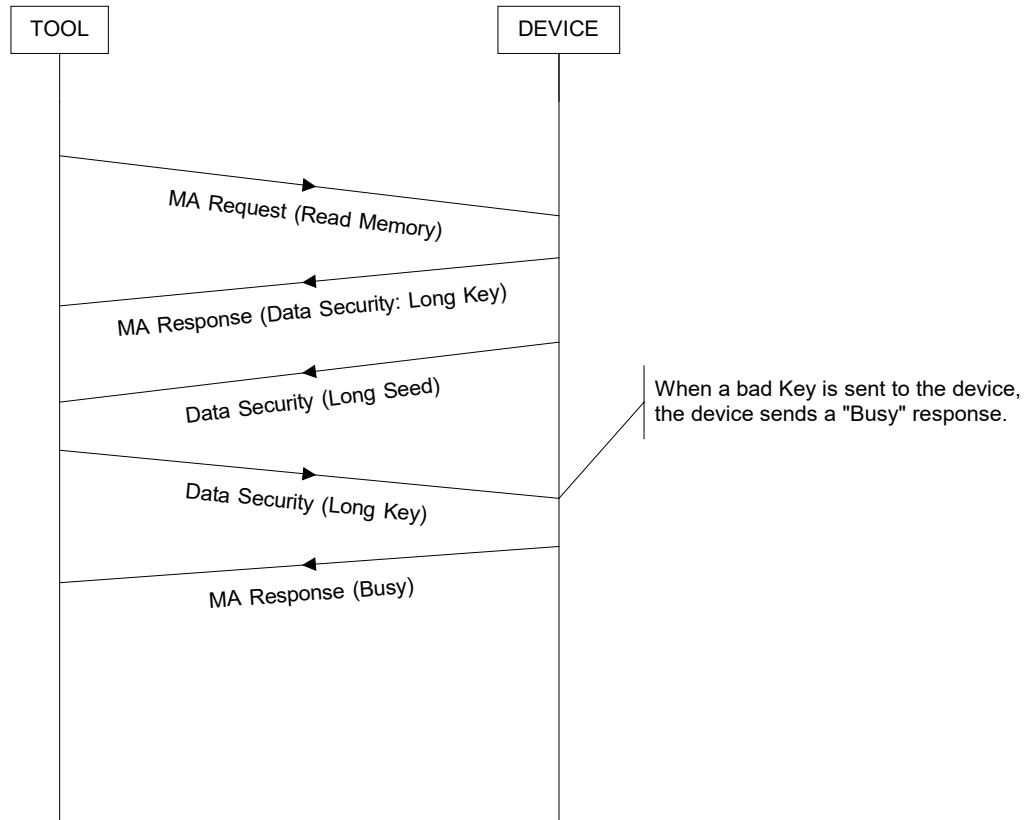 TOOL
DEVICE
MA Request (Read Memory)
MA Response (Data Security: Long Key)
Data Security (Long Seed)
When a bad Key is sent to the device,
the device sends a "Busy" response.
Data Security (Long Key)
MA Response (Busy)